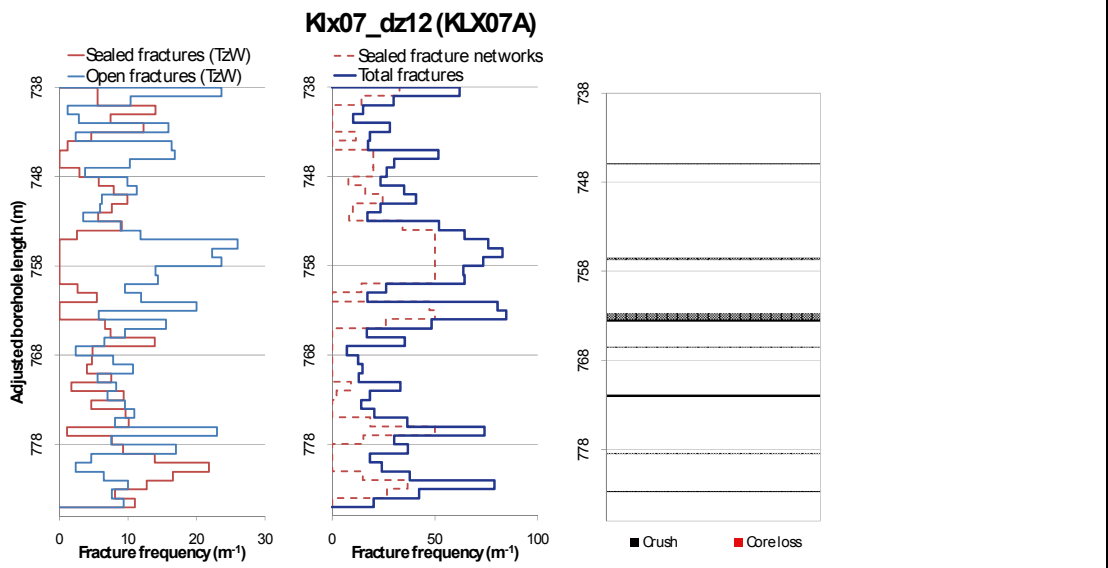 Klx07_dz12 (KLX07A)
Sealed fractures (TzW)
Open fractures (TzW)
Sealed fracture networks
Total fractures
Adjusted borehole length (m)
738
748
758
768
778
0 10 20 30
Fracture frequency (m-1)
738
748
758
768
778
0 50 100
Fracture frequency (m-1)
738
748
758
768
778
Crush Core loss